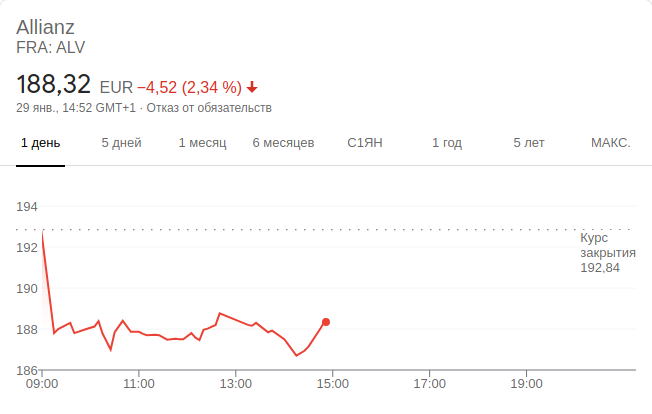 Allianz
FRA: ALV
188,32 EUR −4,52 (2,34 %)
29 янв., 14:52 GMT+1 · Отказ от обязательств
1 день 5 дней 1 месяц 6 месяцев С1ЯН 1 год 5 лет МАКС.
194
192
190
188
186
Курс
закрытия
192,84
09:00 11:00 13:00 15:00 17:00 19:00